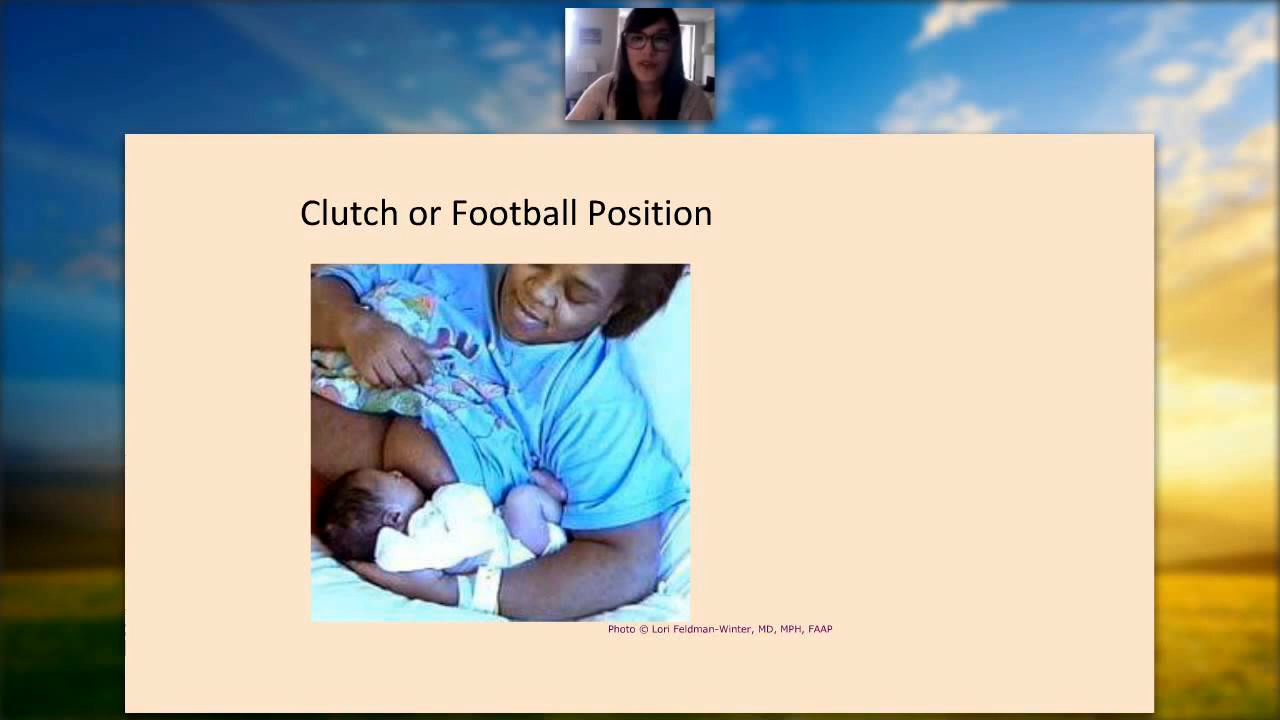 Clutch or Football Position
Photo © Lori Feldman-Winter, MD, MPH, FAAP